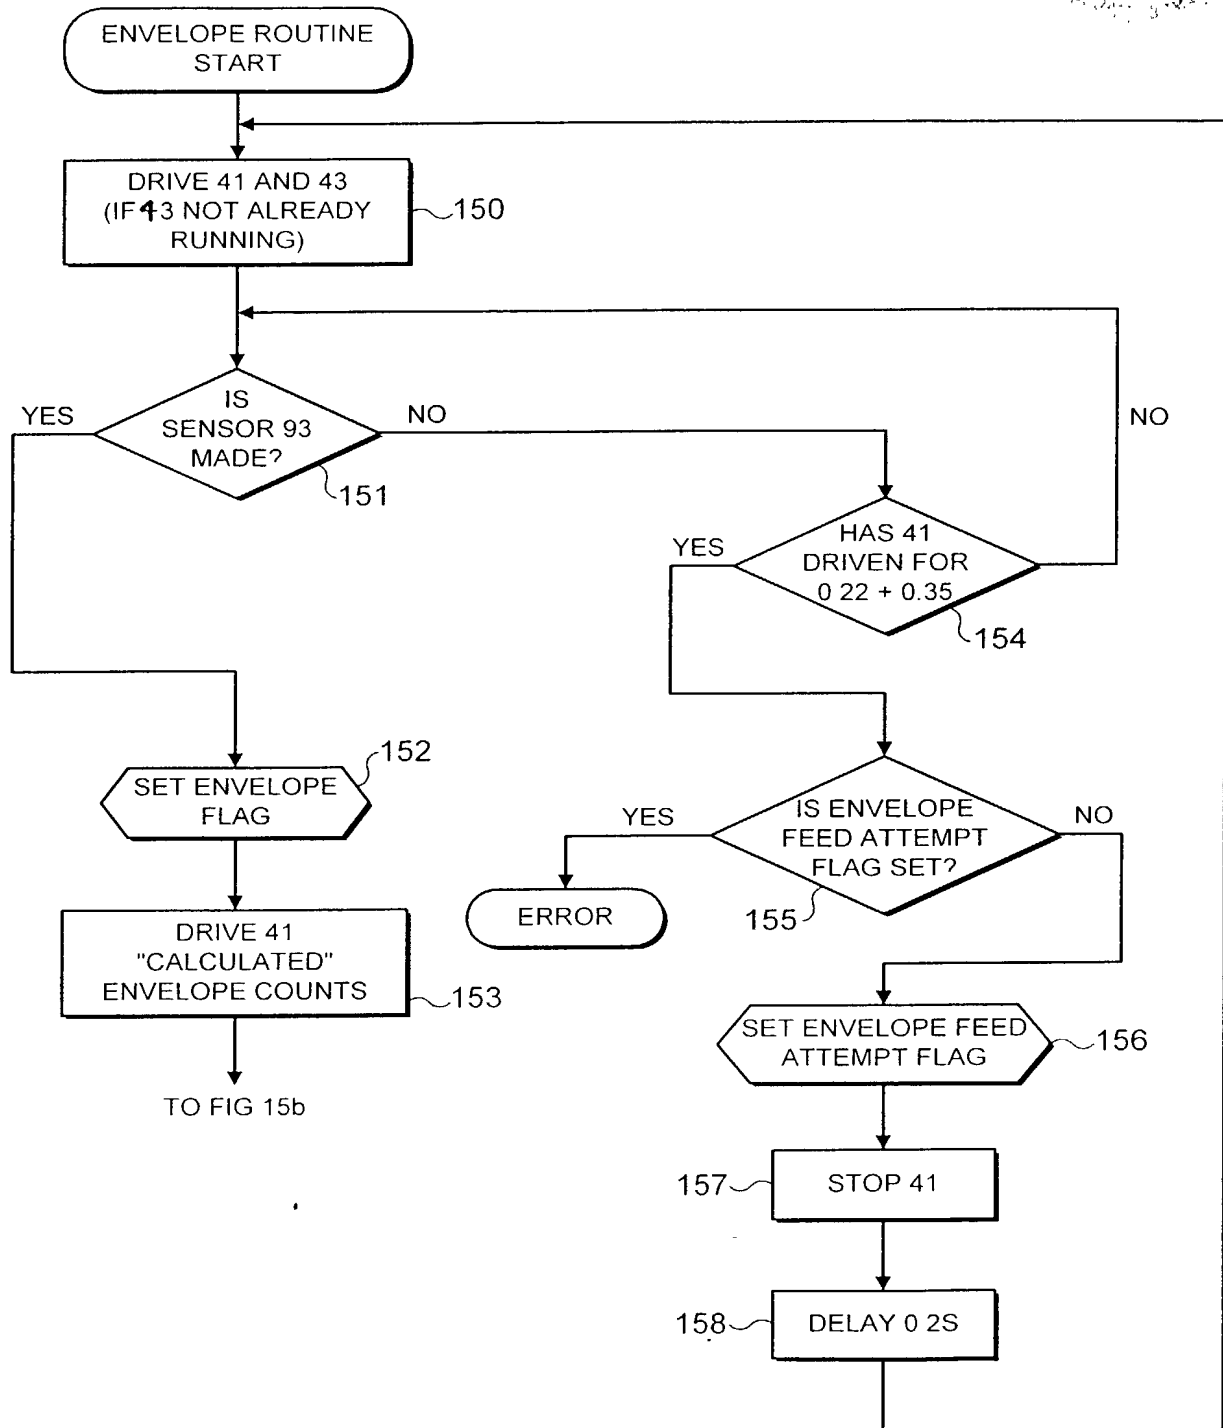 ENVELOPE ROUTINE
START
DRIVE 41 AND 43
(IF 43 NOT ALREADY
RUNNING)
150
IS
SENSOR 93
MADE?
YES
NO
151
HAS 41
DRIVEN FOR
0 22 + 0.35
YES
NO
154
152
SET ENVELOPE
FLAG
DRIVE 41
"CALCULATED"
ENVELOPE COUNTS
153
TO FIG 15b
IS ENVELOPE
FEED ATTEMPT
FLAG SET?
YES
NO
155
ERROR
SET ENVELOPE FEED
ATTEMPT FLAG
156
157
STOP 41
158
DELAY 0 2S